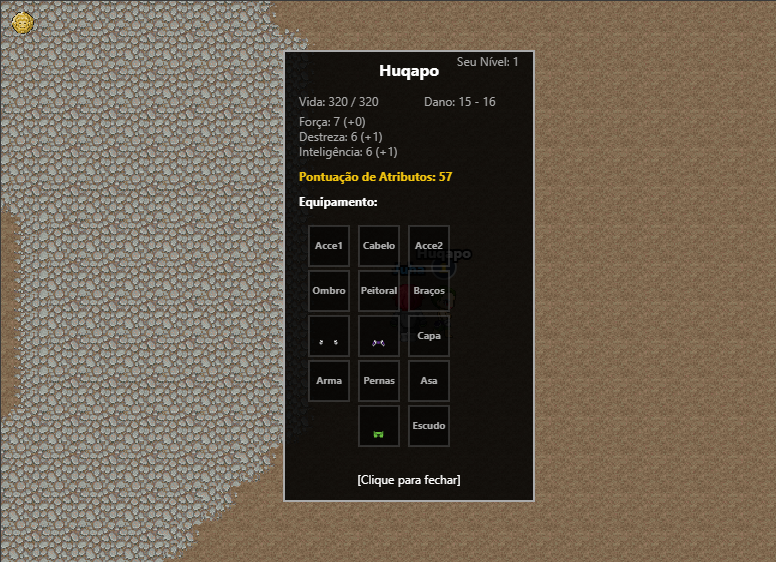 Seu Nível: 1
Huqapo
Vida: 320 / 320 Dano: 15 - 16
Força: 7 (+0)
Destreza: 6 (+1)
Inteligência: 6 (+1)
Pontuação de Atributos: 57
Equipamento:
Acce1 Cabelo Acce2
Huqapo
Ombro Peitoral Braços
Capa
Arma Pernas Asa
Escudo
[Clique para fechar]